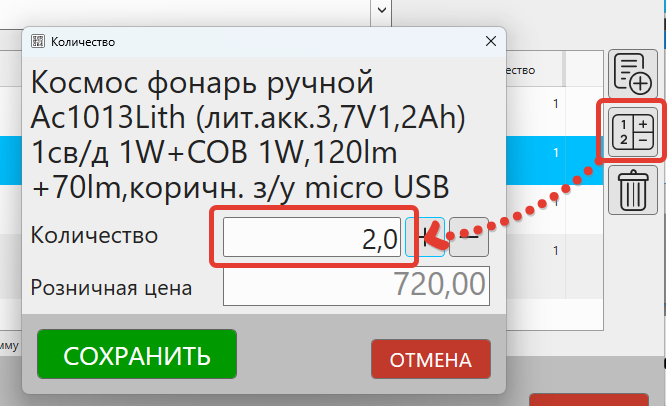 Количество
Космос фонарь ручной
Ac1013Lith (лит.акк.3,7V1,2Ah)
1св/д 1W+COB 1W,120lm
+70lm,коричн. з/у micro USB
Количество
2,0
+
−
Розничная цена
720,00
СОХРАНИТЬ
ОТМЕНА
ество
1
1
1
1
1 +
2 −
мму